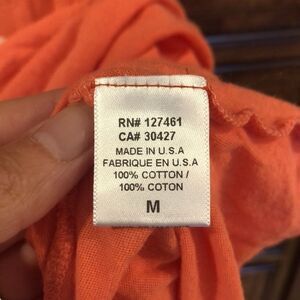 RN# 127461
CA# 30427
MADE IN U.S.A
FABRIQUE EN U.S.A
100% COTTON /
100% COTON
M